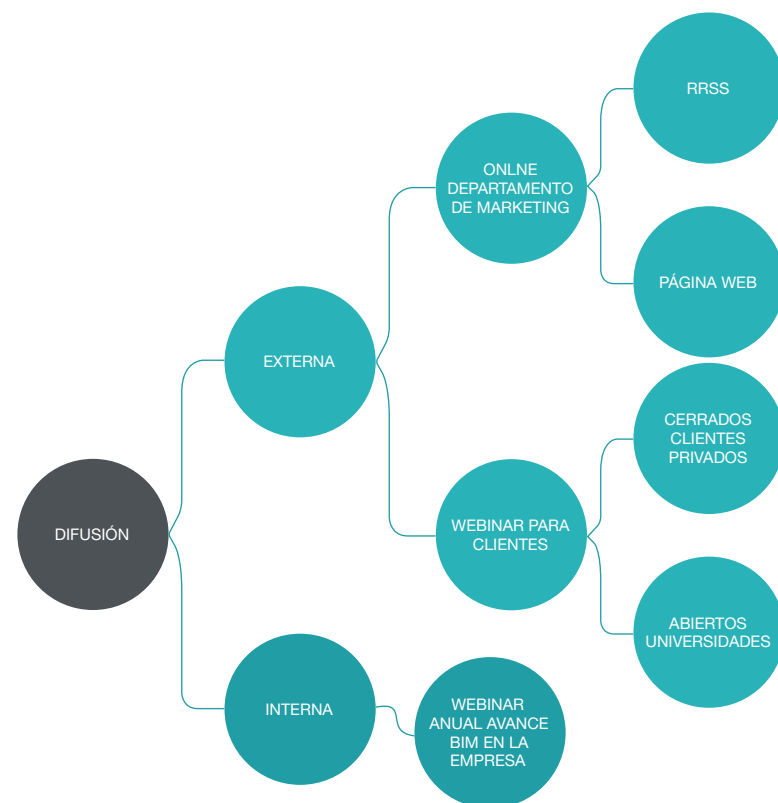 RRSS
ONLNE
DEPARTAMENTO
DE MARKETING
PÁGINA WEB
EXTERNA
CERRADOS
CLIENTES
PRIVADOS
DIFUSIÓN
WEBINAR PARA
CLIENTES
ABIERTOS
UNIVERSIDADES
INTERNA
WEBINAR
ANUAL AVANCE
BIM EN LA
EMPRESA